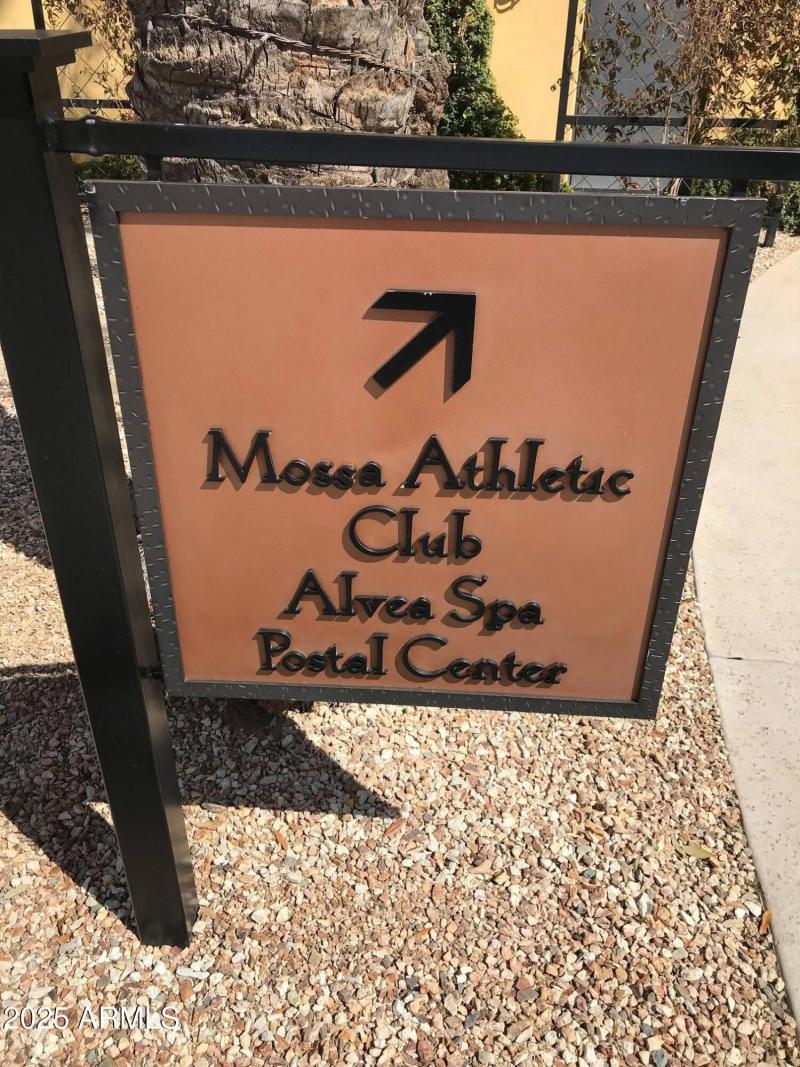 Mossa Athletic
Club
Alvea Spa
Postal Center
2025 ARMLS